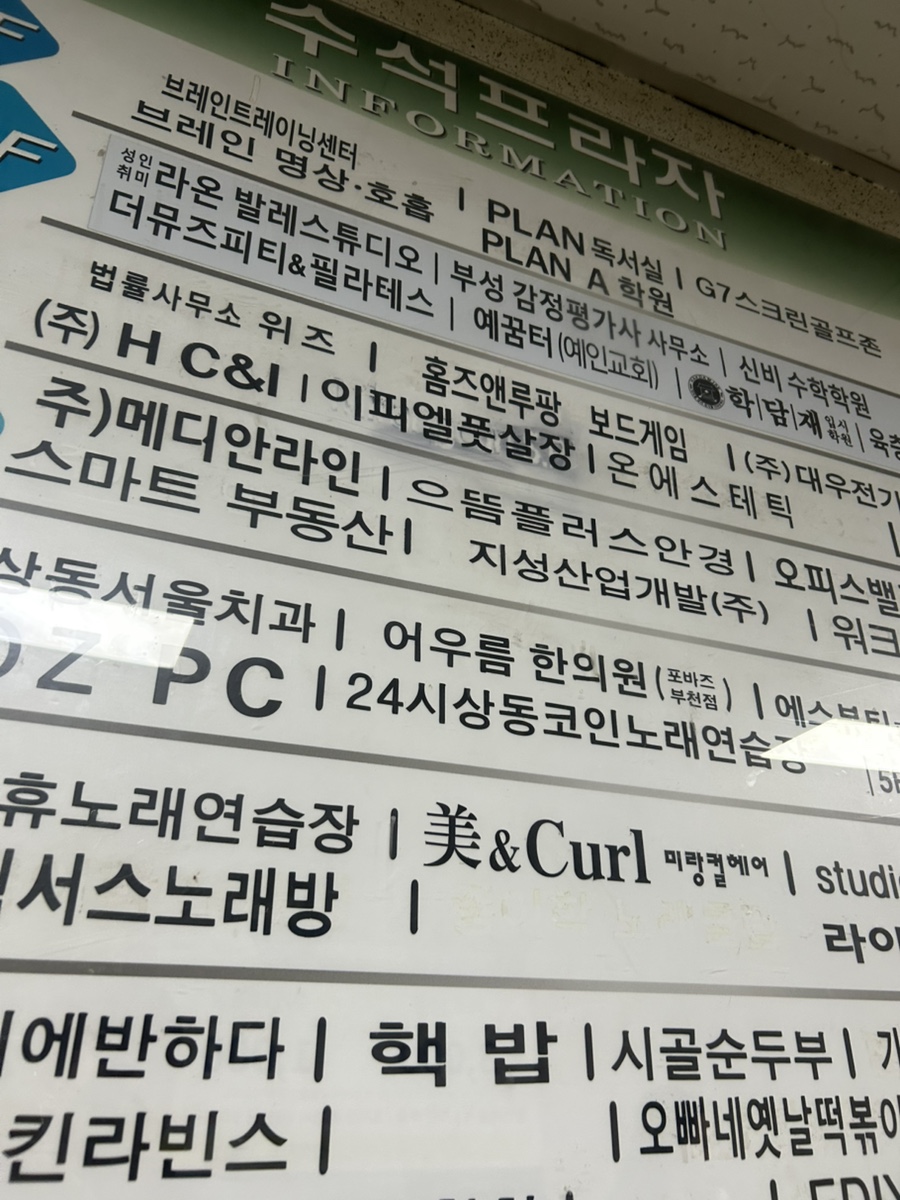 수석프라자
INFORMATION
F
F
브레인트레이닝센터
브레인 명상·호흡 | PLAN 독서실 | G7스크린골프존
PLAN A 학원
성인 취미 라온 발레스튜디오 | 부성 감정평가사 사무소 | 신비 수학학원
더뮤즈피티&필라테스 | 예꿈터 (예인교회) | 학|담|재 입시 학원 | 육층
법률사무소 위즈 | 홈즈앤루팡 보드게임 | (주)대우전기
(주) H C&I | 이피엘풋살장 | 온에스테틱 |
주)메디안라인 | 으뜸플러스안경 | 오피스밸
스마트 부동산 | 지성산업개발(주) | 워크
상동서울치과 | 어우름 한의원 (포바즈 부천점) | 에스뷰티
OZ PC | 24시상동코인노래연습장
휴노래연습장 | 美&Curl 미랑컬헤어 | studio
서스노래방 | 라이
에반하다 | 핵밥 | 시골순두부 |
킨라빈스 | | 오빠네옛날떡볶이